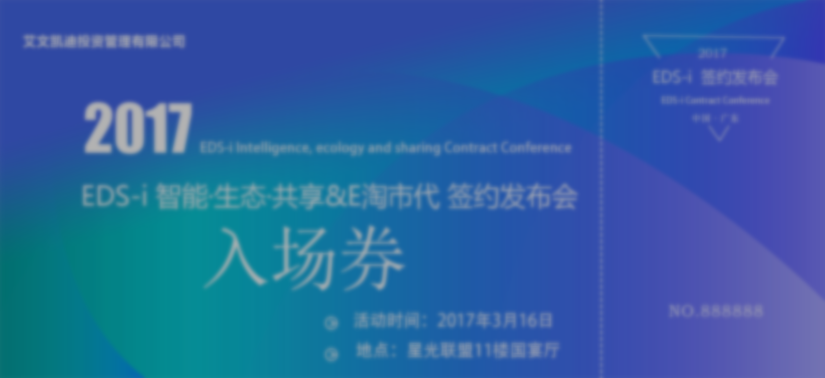 艾文凯迪投资管理有限公司
2017
EDS-i Intelligence, ecology and sharing Contract Conference
EDS-i 智能·生态·共享&E淘市代 签约发布会
入场券
活动时间：2017年3月16日
地点：星光联盟11楼国宴厅
2017
EDS-i 签约发布会
EDS-i Contract Conference
中国·广东
NO.888888